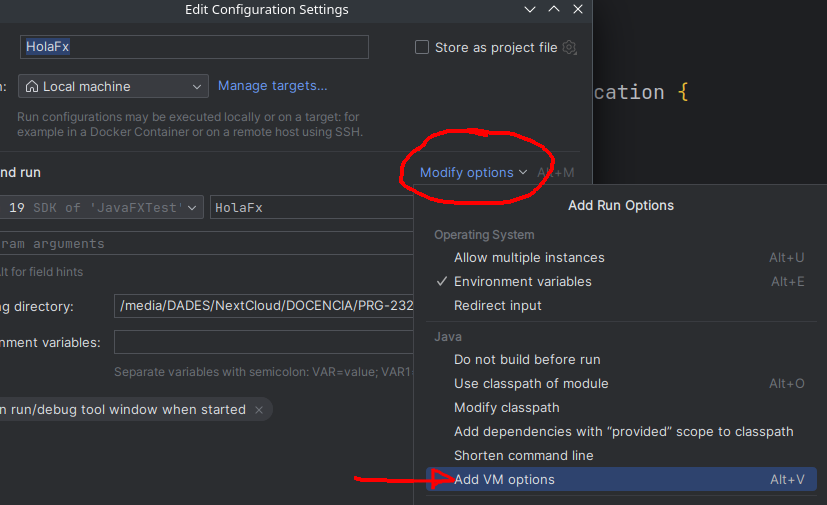 Edit Configuration Settings
HolaFx
Store as project file
n:
Local machine
Manage targets...
cation {
Run configurations may be executed locally or on a target: for
example in a Docker Container or on a remote host using SSH.
nd run
Modify options
Alt+M
19 SDK of 'JavaFXTest'
HolaFx
Add Run Options
Operating System
ram arguments
Allow multiple instances Alt+U
lt for field hints
Environment variables Alt+E
Redirect input
ng directory:
/media/DADES/NextCloud/DOCENCIA/PRG-232
Java
nment variables:
Do not build before run
Separate variables with semicolon: VAR=value; VAR1
Use classpath of module Alt+O
n run/debug tool window when started
Modify classpath
Add dependencies with “provided” scope to classpath
Shorten command line
Add VM options Alt+V